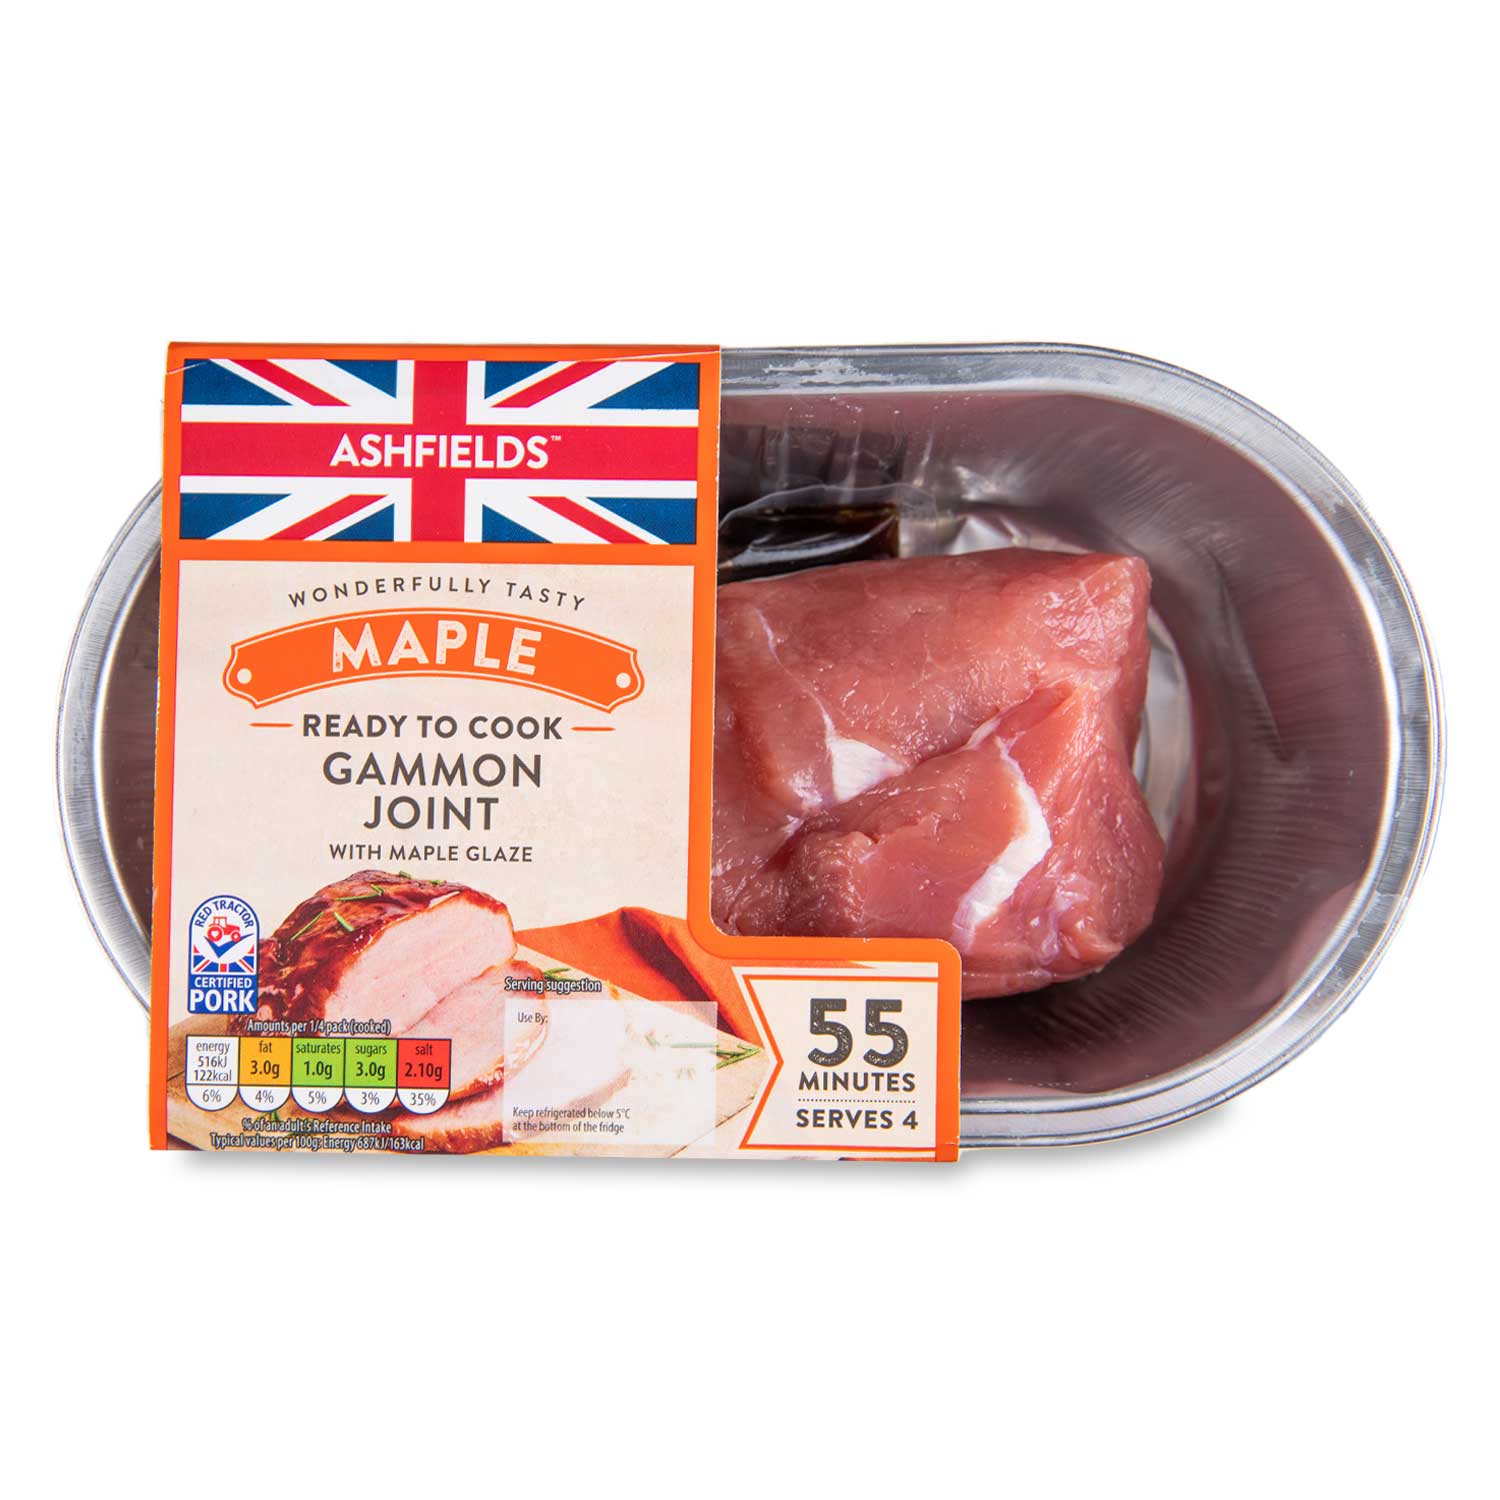 ASHFIELDS™
WONDERFULLY TASTY
MAPLE
READY TO COOK
GAMMON
JOINT
WITH MAPLE GLAZE
RED TRACTOR
CERTIFIED
PORK
Amounts per 1/4 pack (cooked)
energy
516kJ
122kcal
6%
fat
3.0g
4%
saturates
1.0g
5%
sugars
3.0g
3%
salt
2.10g
35%
% of an adult's Reference Intake
Typical values per 100g: Energy 687kJ/163kcal
Serving suggestion
Use By:
Keep refrigerated below 5°C
at the bottom of the fridge
55
MINUTES
SERVES 4